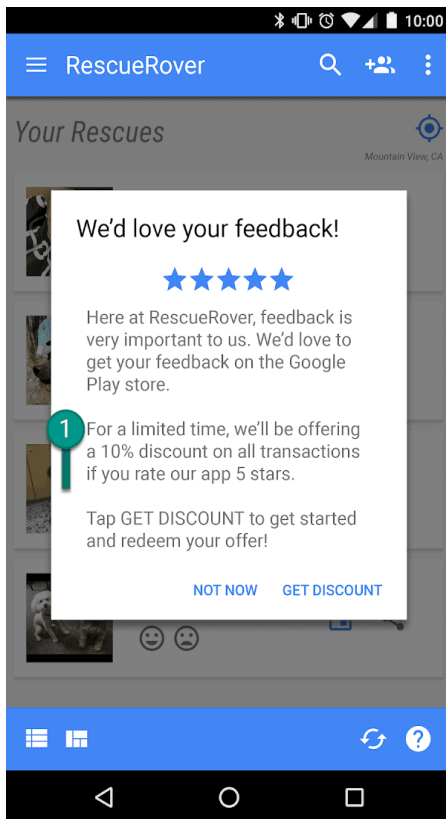 10:00
RescueRover
Your Rescues
Mountain View, CA
We'd love your feedback!
Here at RescueRover, feedback is
very important to us. We'd love to
get your feedback on the Google
Play store.
1
For a limited time, we'll be offering
a 10% discount on all transactions
if you rate our app 5 stars.
Tap GET DISCOUNT to get started
and redeem your offer!
NOT NOW GET DISCOUNT